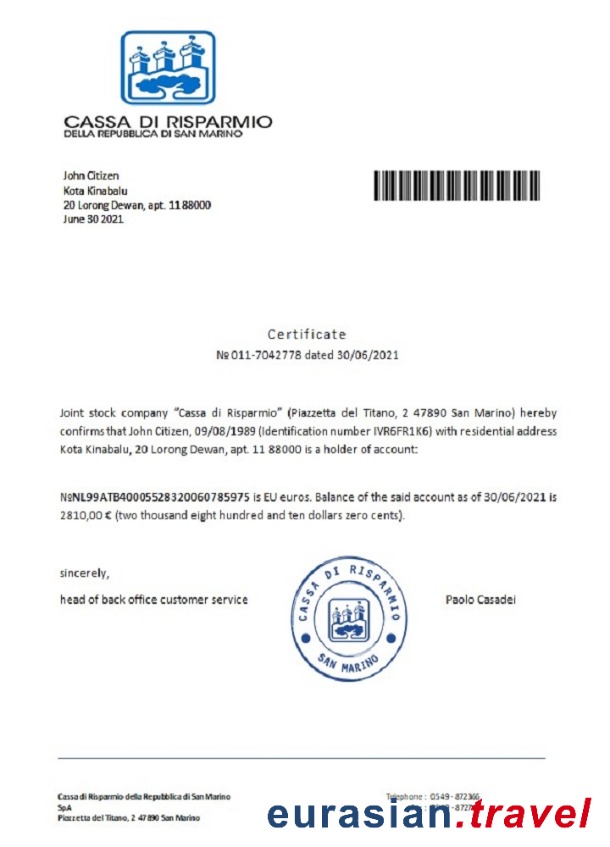 CASSA DI RISPARMIO
DELLA REPUBBLICA DI SAN MARINO
John Citizen
Kota Kinabalu
20 Lorong Dewan, apt. 11 88000
June 30 2021
Certificate
№ 011-7042778 dated 30/06/2021
Joint stock company “Cassa di Risparmio” (Piazzetta del Titano, 2 47890 San Marino) hereby
confirms that John Citizen, 09/08/1989 (Identification number IVR6FR1K6) with residential address
Kota Kinabalu, 20 Lorong Dewan, apt. 11 88000 is a holder of account:
№NL99ATB40005528320060785975 is EU euros. Balance of the said account as of 30/06/2021 is
2810,00 € (two thousand eight hundred and ten dollars zero cents).
sincerely,
head of back office customer service
CASSA DI RISPARMIO
SAN MARINO
Paolo Casadei
Cassa di Risparmio della Repubblica di San Marino
SpA
Piazzetta del Titano, 2 47890 San Marino
Telephone : 0549 - 872366
eurasian.travel